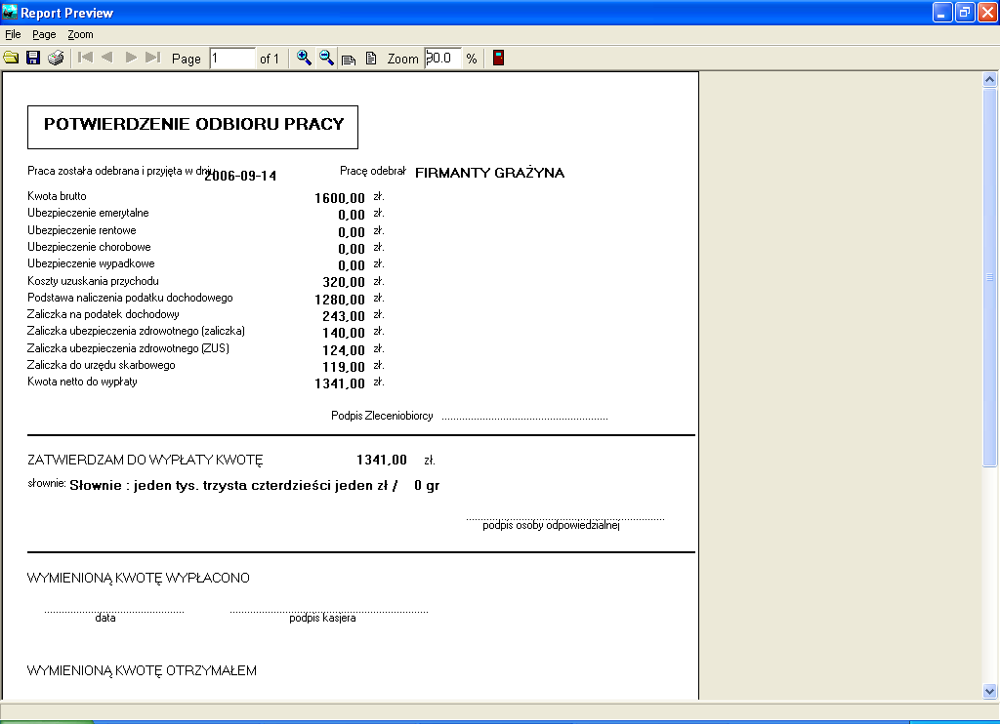 Report Preview
File Page Zoom
Page 1 of 1 Zoom 90.0 %
POTWIERDZENIE ODBIORU PRACY
Praca została odebrana i przyjęta w dniu 2006-09-14 Pracę odebrał FIRMANTY GRAŻYNA
Kwota brutto 1600,00 zł.
Ubezpieczenie emerytalne 0,00 zł.
Ubezpieczenie rentowe 0,00 zł.
Ubezpieczenie chorobowe 0,00 zł.
Ubezpieczenie wypadkowe 0,00 zł.
Koszty uzuskania przychodu 320,00 zł.
Podstawa naliczenia podatku dochodowego 1280,00 zł.
Zaliczka na podatek dochodowy 243,00 zł.
Zaliczka ubezpieczenia zdrowotnego (zaliczka) 140,00 zł.
Zaliczka ubezpieczenia zdrowotnego (ZUS) 124,00 zł.
Zaliczka do urzędu skarbowego 119,00 zł.
Kwota netto do wypłaty 1341,00 zł.
Podpis Zleceniobiorcy ..........................................................
ZATWIERDZAM DO WYPŁATY KWOTĘ 1341,00 zł.
słownie: Słownie : jeden tys. trzysta czterdzieści jeden zł / 0 gr
podpis osoby odpowiedzialnej
WYMIENIONĄ KWOTĘ WYPŁACONO
data podpis kasjera
WYMIENIONĄ KWOTĘ OTRZYMAŁEM